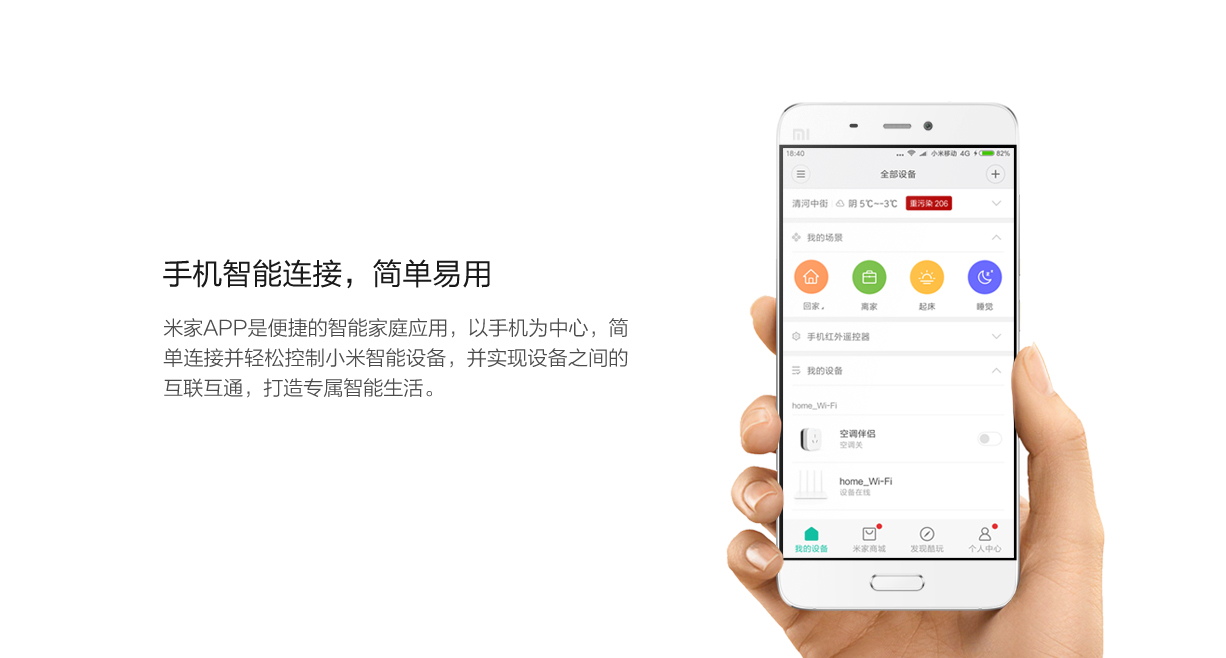 手机智能连接，简单易用
米家APP是便捷的智能家庭应用，以手机为中心，简
单连接并轻松控制小米智能设备，并实现设备之间的
互联互通，打造专属智能生活。
mi
18:40 ... 小米移动 4G 82%
全部设备
清河中街 阴 5℃~-3℃ 重污染 206
我的场景
回家， 离家 起床 睡觉
手机红外遥控器
我的设备
home_Wi-Fi
空调伴侣
空调关
home_Wi-Fi
设备在线
我的设备 米家商城 发现酷玩 个人中心